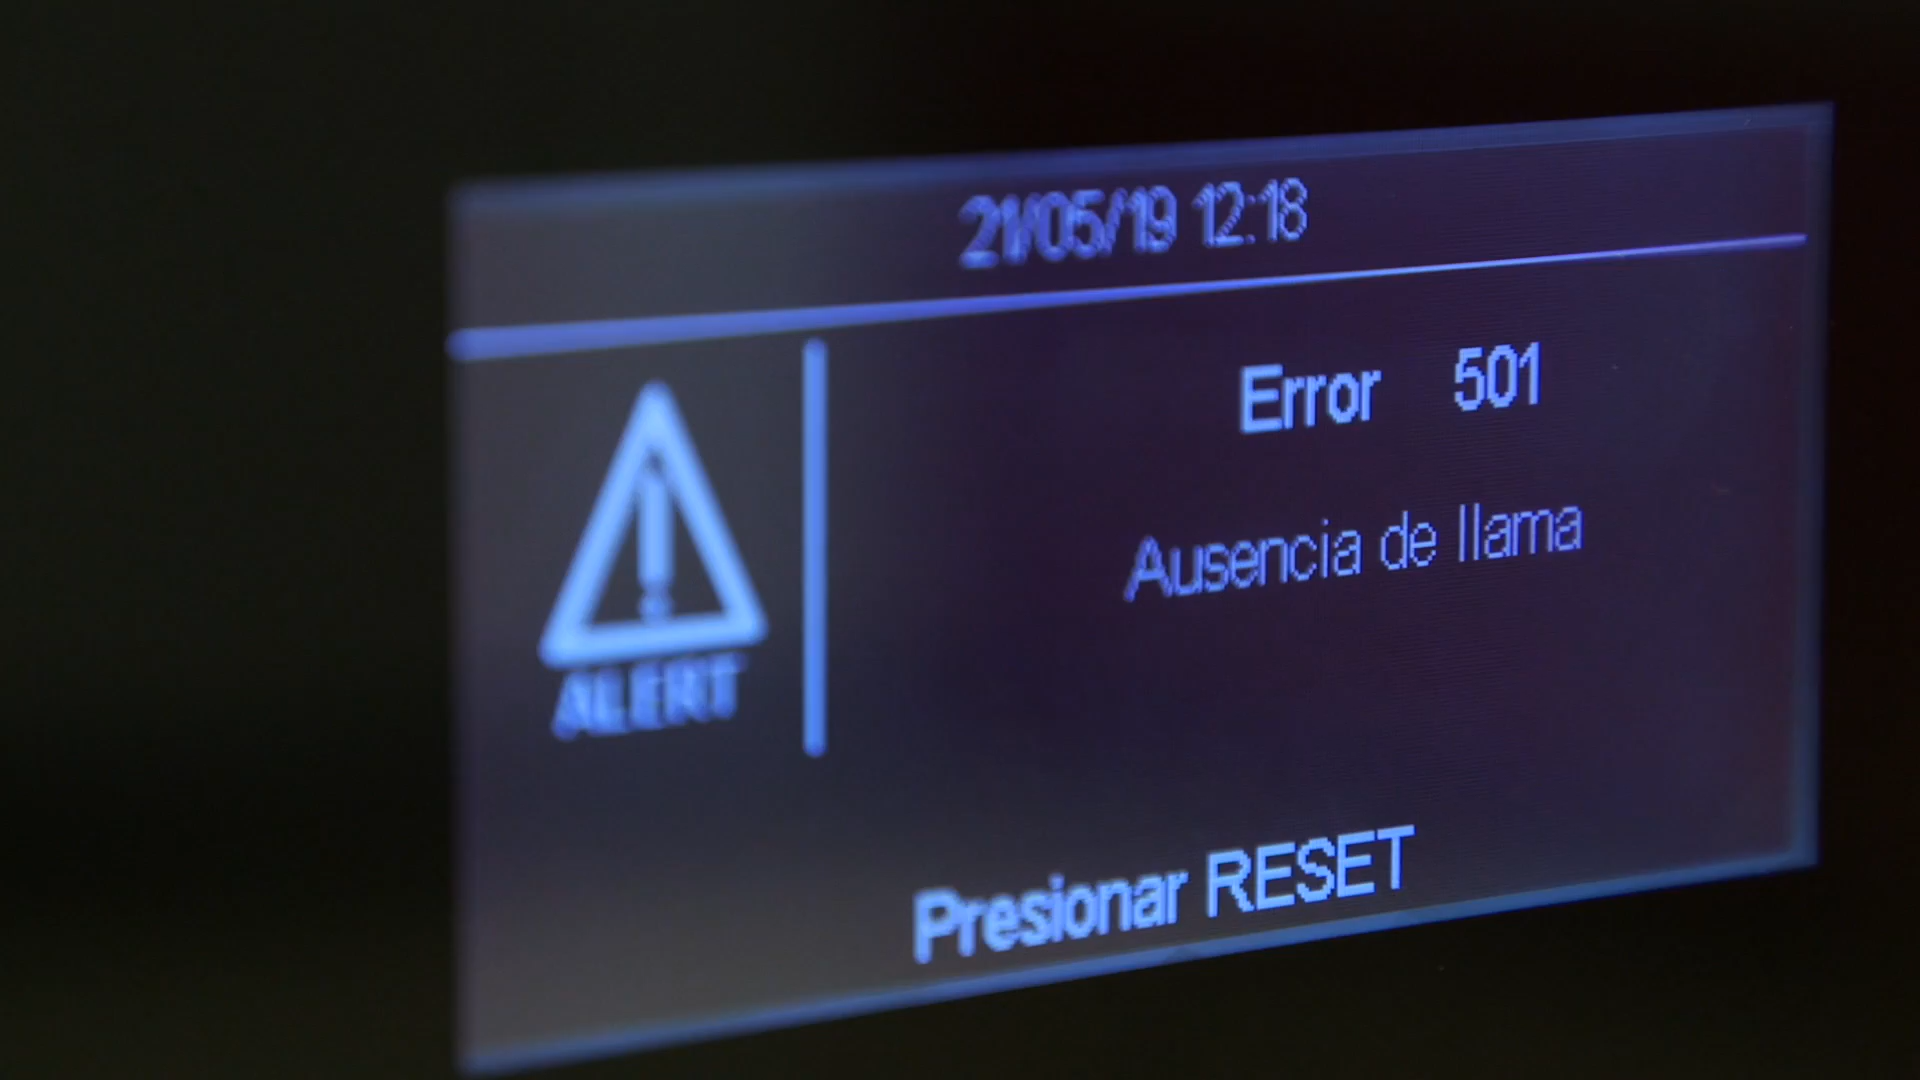 21/05/19 12:18
Error 501
Ausencia de llama
ALERT
Presionar RESET